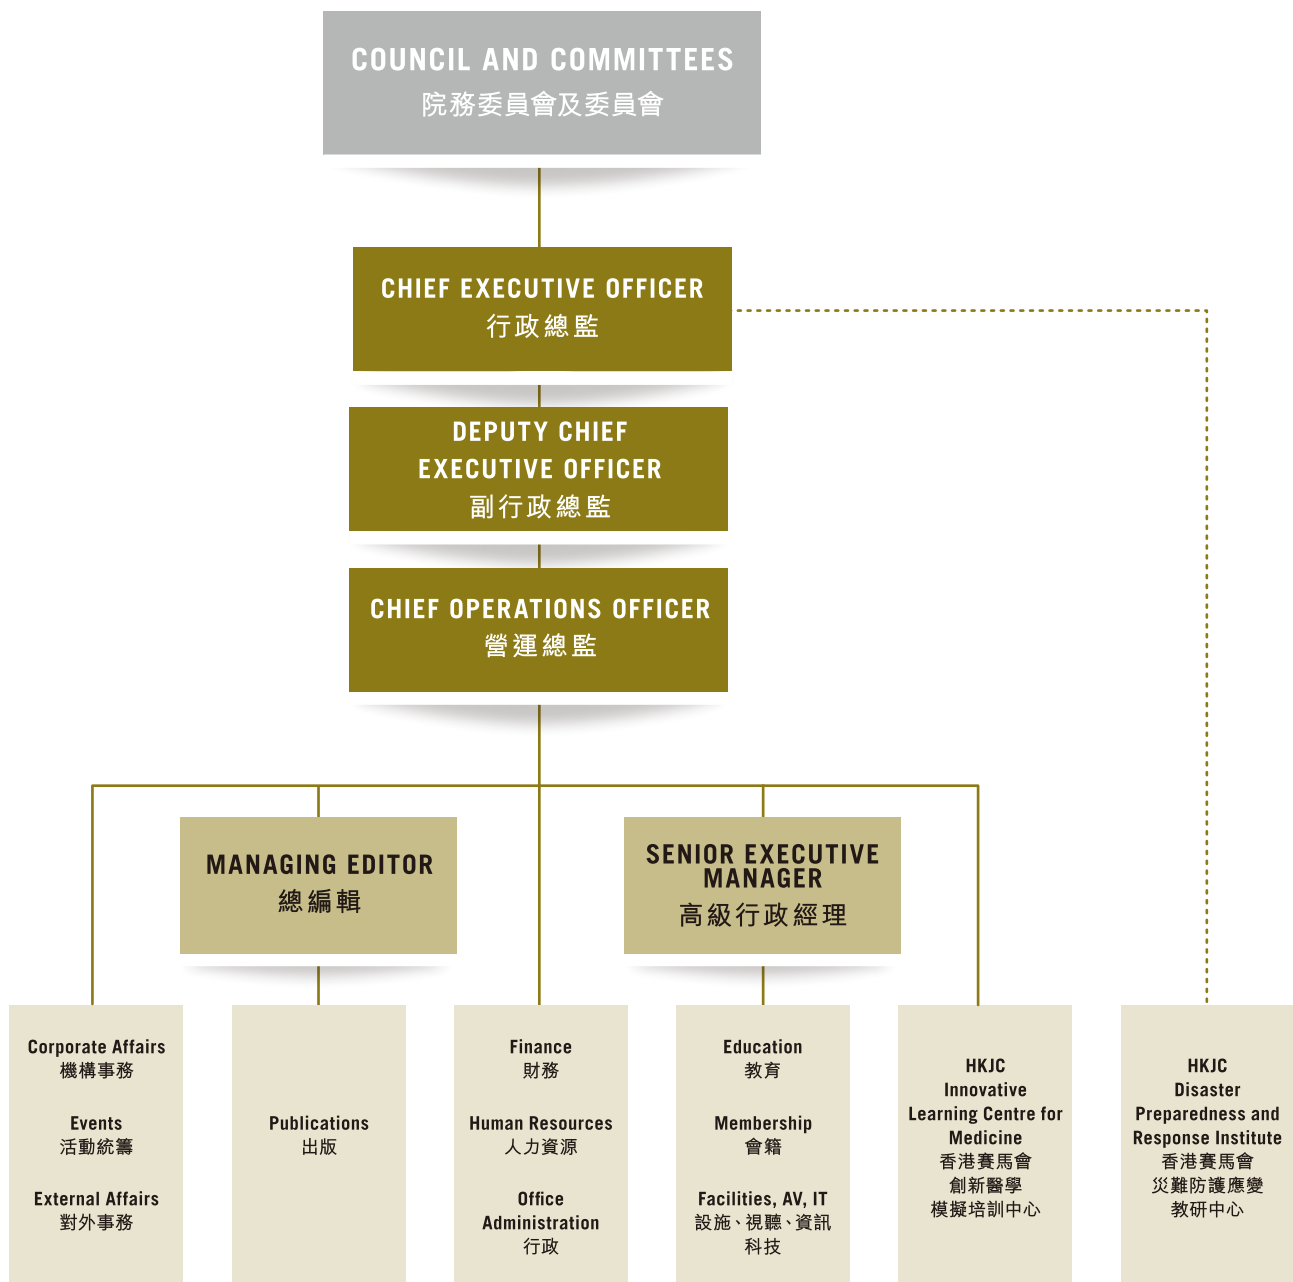 COUNCIL AND COMMITTEES
院務委員會及委員會
CHIEF EXECUTIVE OFFICER
行政總監
DEPUTY CHIEF
EXECUTIVE OFFICER
副行政總監
CHIEF OPERATIONS OFFICER
營運總監
MANAGING EDITOR
總編輯
SENIOR EXECUTIVE
MANAGER
高級行政經理
Corporate Affairs
機構事務
Events
活動統籌
External Affairs
對外事務
Publications
出版
Finance
財務
Human Resources
人力資源
Office
Administration
行政
Education
教育
Membership
會籍
Facilities, AV, IT
設施、視聽、資訊
科技
HKJC
Innovative
Learning Centre for
Medicine
香港賽馬會
創新醫學
模擬培訓中心
HKJC
Disaster
Preparedness and
Response Institute
香港賽馬會
災難防護應變
教研中心